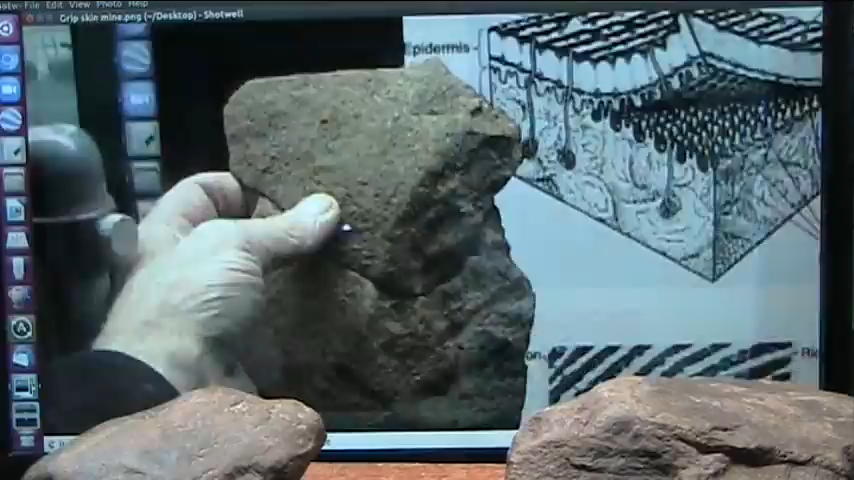 File Edit View Photo Help
Grip skin mine.png (~/Desktop) - Shotwell
Epidermis